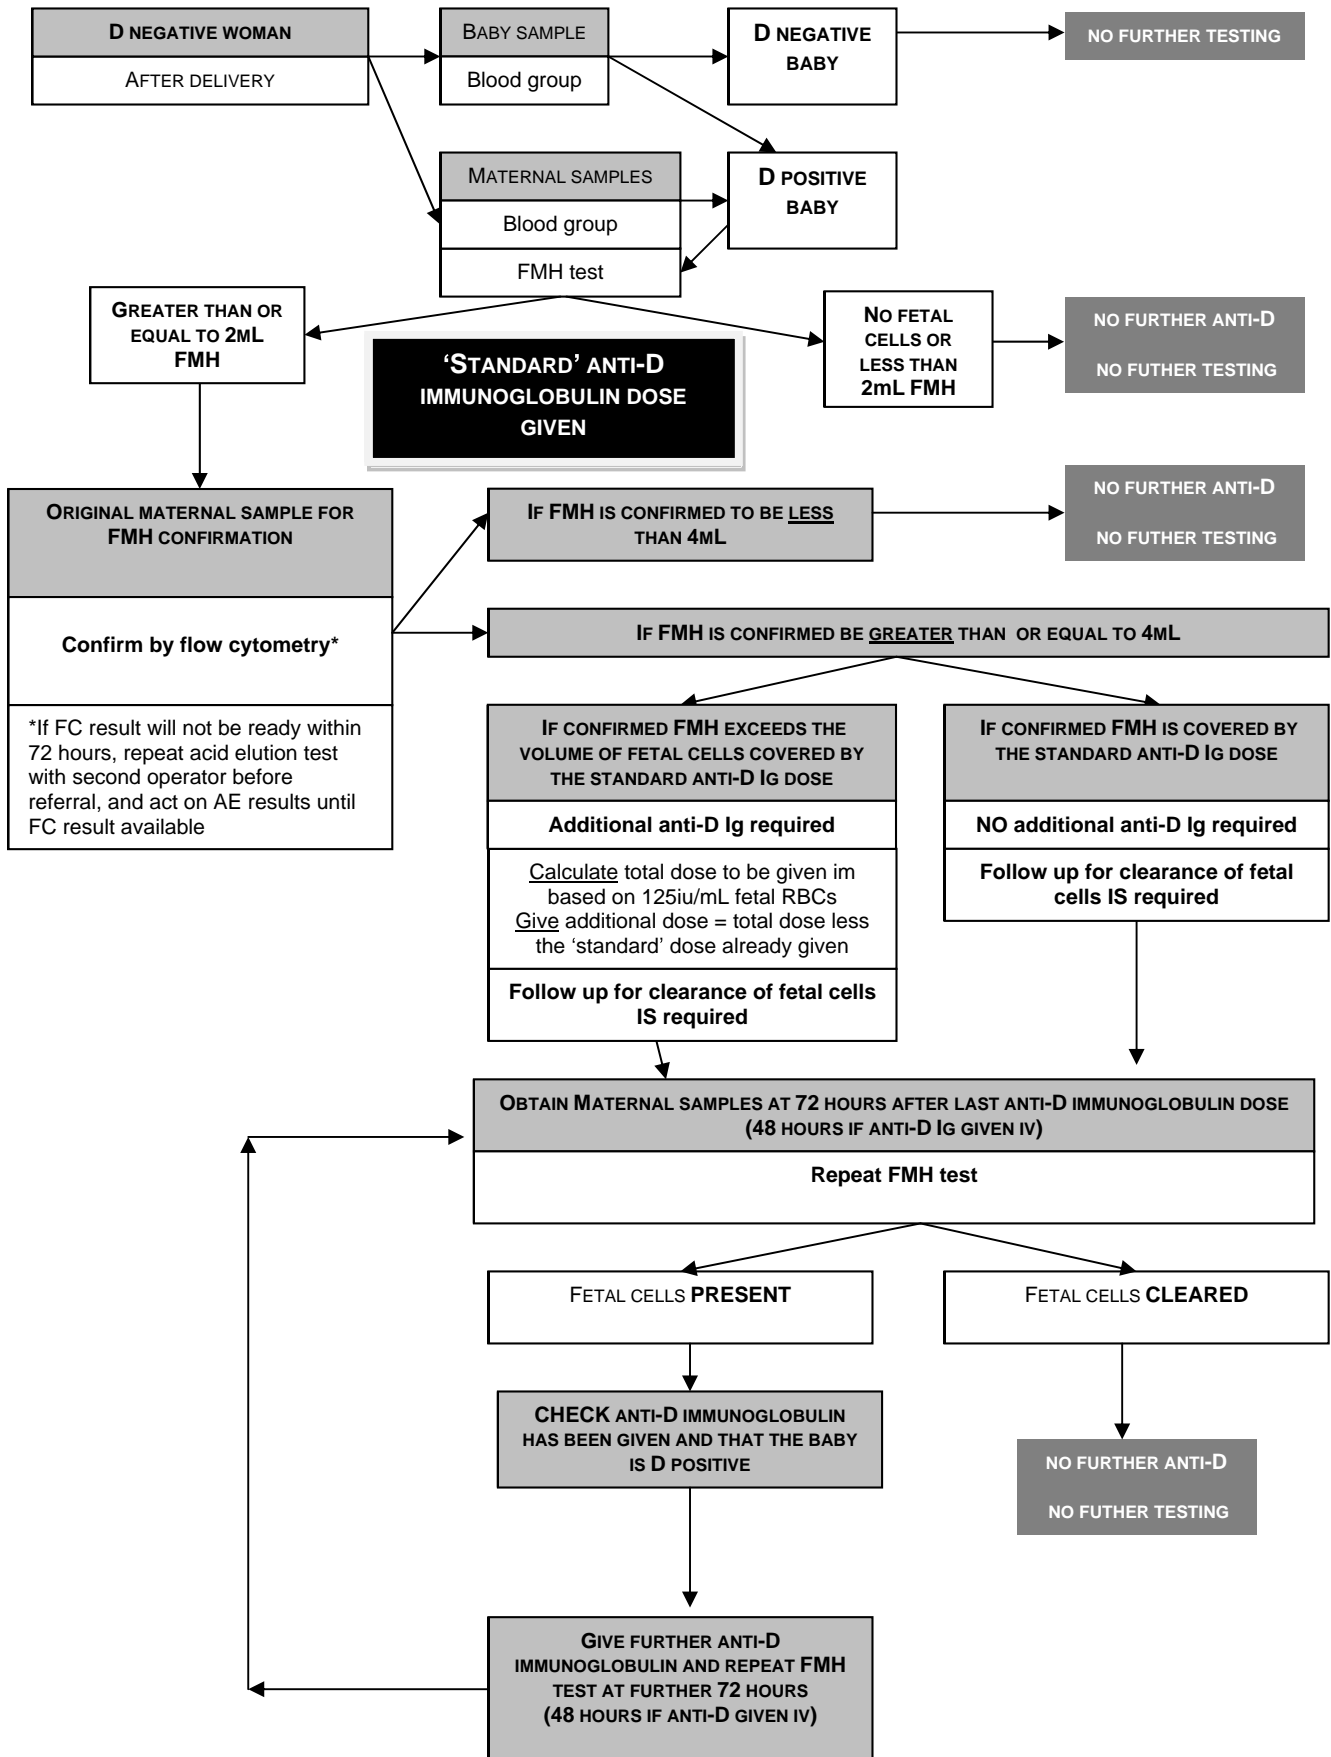 D NEGATIVE WOMAN
AFTER DELIVERY
BABY SAMPLE
Blood group
D NEGATIVE
BABY
NO FURTHER TESTING
MATERNAL SAMPLES
Blood group
FMH test
D POSITIVE
BABY
GREATER THAN OR
EQUAL TO 2ML
FMH
‘STANDARD’ ANTI-D
IMMUNOGLOBULIN DOSE
GIVEN
NO FETAL
CELLS OR
LESS THAN
2mL FMH
NO FURTHER ANTI-D
NO FUTHER TESTING
ORIGINAL MATERNAL SAMPLE FOR
FMH CONFIRMATION
Confirm by flow cytometry*
*If FC result will not be ready within
72 hours, repeat acid elution test
with second operator before
referral, and act on AE results until
FC result available
IF FMH IS CONFIRMED TO BE LESS
THAN 4ML
NO FURTHER ANTI-D
NO FUTHER TESTING
IF FMH IS CONFIRMED BE GREATER THAN OR EQUAL TO 4ML
IF CONFIRMED FMH EXCEEDS THE
VOLUME OF FETAL CELLS COVERED BY
THE STANDARD ANTI-D IG DOSE
Additional anti-D Ig required
Calculate total dose to be given im
based on 125iu/mL fetal RBCs
Give additional dose = total dose less
the ‘standard’ dose already given
Follow up for clearance of fetal cells
IS required
IF CONFIRMED FMH IS COVERED BY
THE STANDARD ANTI-D IG DOSE
NO additional anti-D Ig required
Follow up for clearance of fetal
cells IS required
OBTAIN MATERNAL SAMPLES AT 72 HOURS AFTER LAST ANTI-D IMMUNOGLOBULIN DOSE
(48 HOURS IF ANTI-D IG GIVEN IV)
Repeat FMH test
FETAL CELLS PRESENT
FETAL CELLS CLEARED
CHECK ANTI-D IMMUNOGLOBULIN
HAS BEEN GIVEN AND THAT THE BABY
IS D POSITIVE
NO FURTHER ANTI-D
NO FUTHER TESTING
GIVE FURTHER ANTI-D
IMMUNOGLOBULIN AND REPEAT FMH
TEST AT FURTHER 72 HOURS
(48 HOURS IF ANTI-D GIVEN IV)